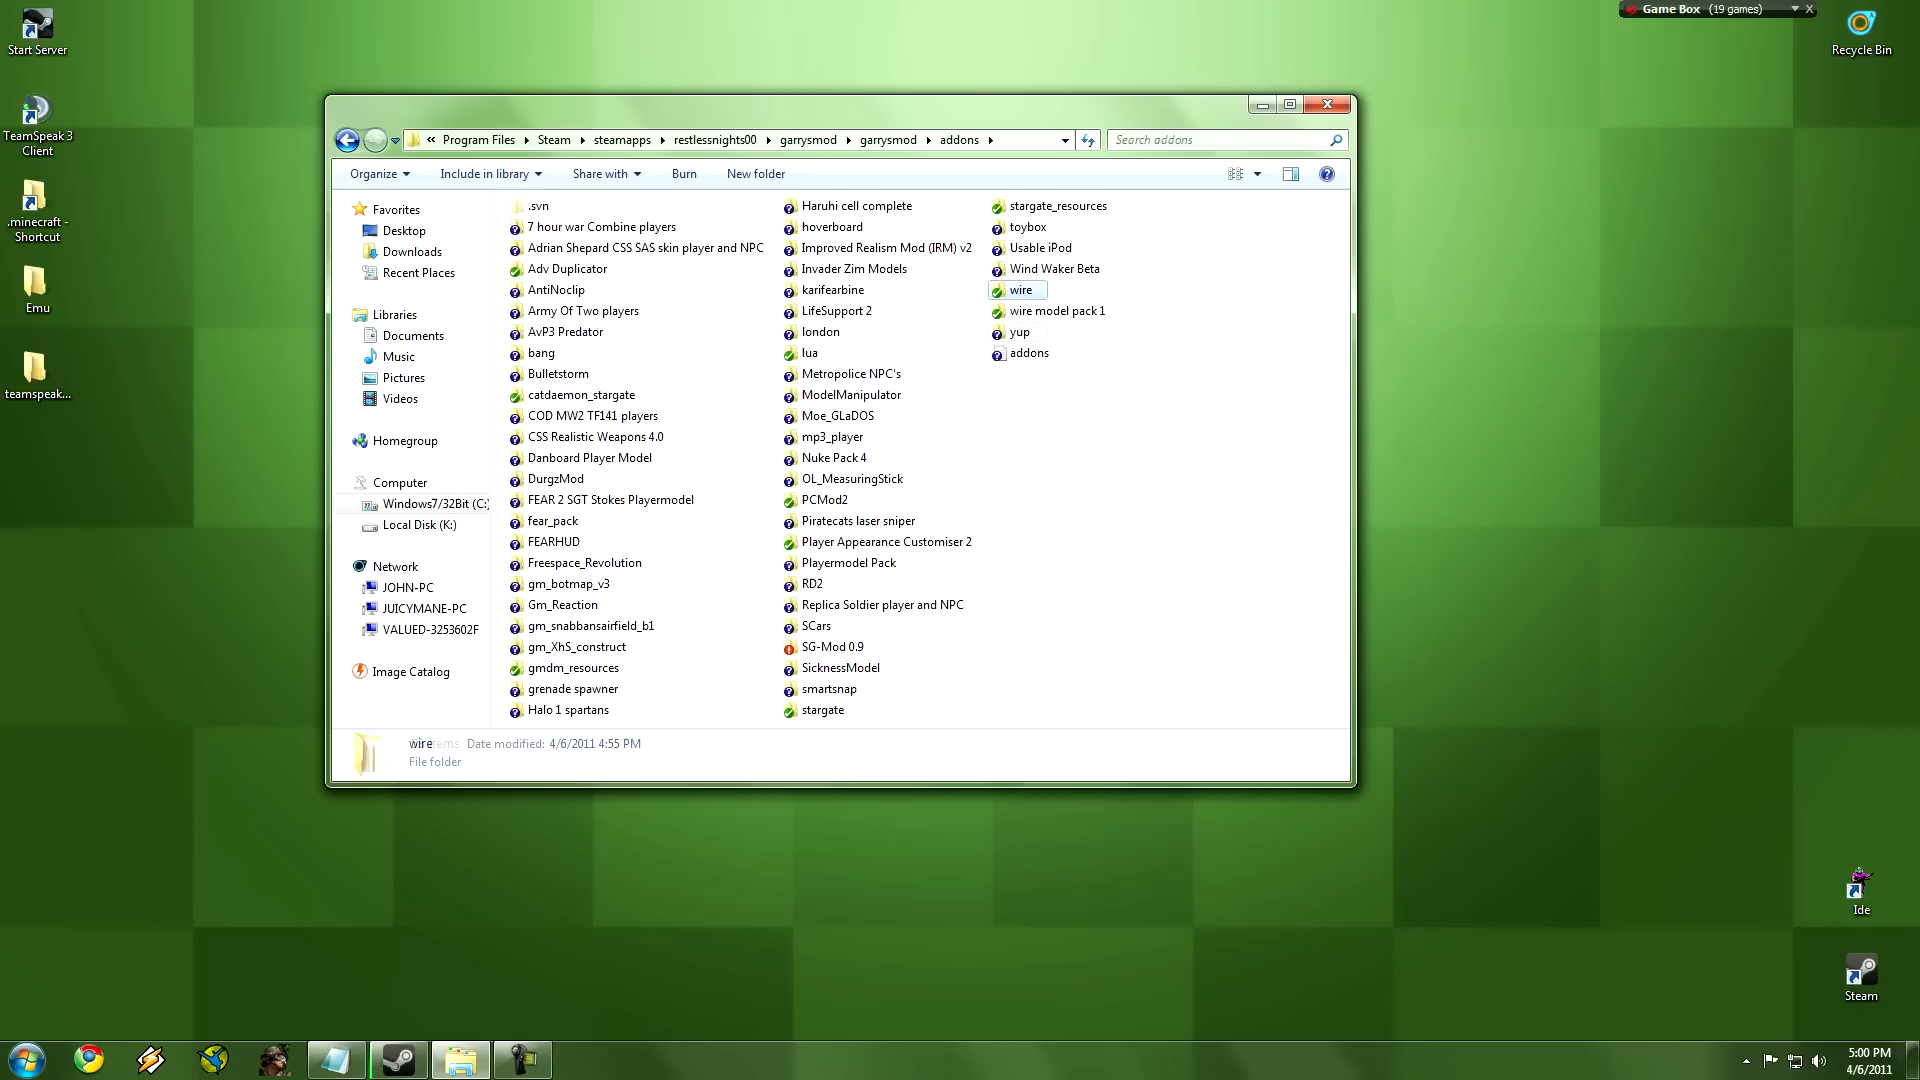 Start Server
TeamSpeak 3
Client
.minecraft -
Shortcut
Emu
teamspeak...
Game Box (19 games)
Recycle Bin
« Program Files Steam steamapps restlessnights00 garrysmod garrysmod addons
Search addons
Organize Include in library Share with Burn New folder
Favorites
Desktop
Downloads
Recent Places
Libraries
Documents
Music
Pictures
Videos
Homegroup
Computer
Windows7/32Bit (C:)
Local Disk (K:)
Network
JOHN-PC
JUICYMANE-PC
VALUED-3253602F
Image Catalog
.svn
7 hour war Combine players
Adrian Shepard CSS SAS skin player and NPC
Adv Duplicator
AntiNoclip
Army Of Two players
AvP3 Predator
bang
Bulletstorm
catdaemon_stargate
COD MW2 TF141 players
CSS Realistic Weapons 4.0
Danboard Player Model
DurgzMod
FEAR 2 SGT Stokes Playermodel
fear_pack
FEARHUD
Freespace_Revolution
gm_botmap_v3
Gm_Reaction
gm_snabbansairfield_b1
gm_XhS_construct
gmdm_resources
grenade spawner
Halo 1 spartans
Haruhi cell complete
hoverboard
Improved Realism Mod (IRM) v2
Invader Zim Models
karifearbine
LifeSupport 2
london
lua
Metropolice NPC's
ModelManipulator
Moe_GLaDOS
mp3_player
Nuke Pack 4
OL_MeasuringStick
PCMod2
Piratecats laser sniper
Player Appearance Customiser 2
Playermodel Pack
RD2
Replica Soldier player and NPC
SCars
SG-Mod 0.9
SicknessModel
smartsnap
stargate
stargate_resources
toybox
Usable iPod
Wind Waker Beta
wire
wire model pack 1
yup
addons
wire Date modified: 4/6/2011 4:55 PM
File folder
Ide
Steam
5:00 PM
4/6/2011